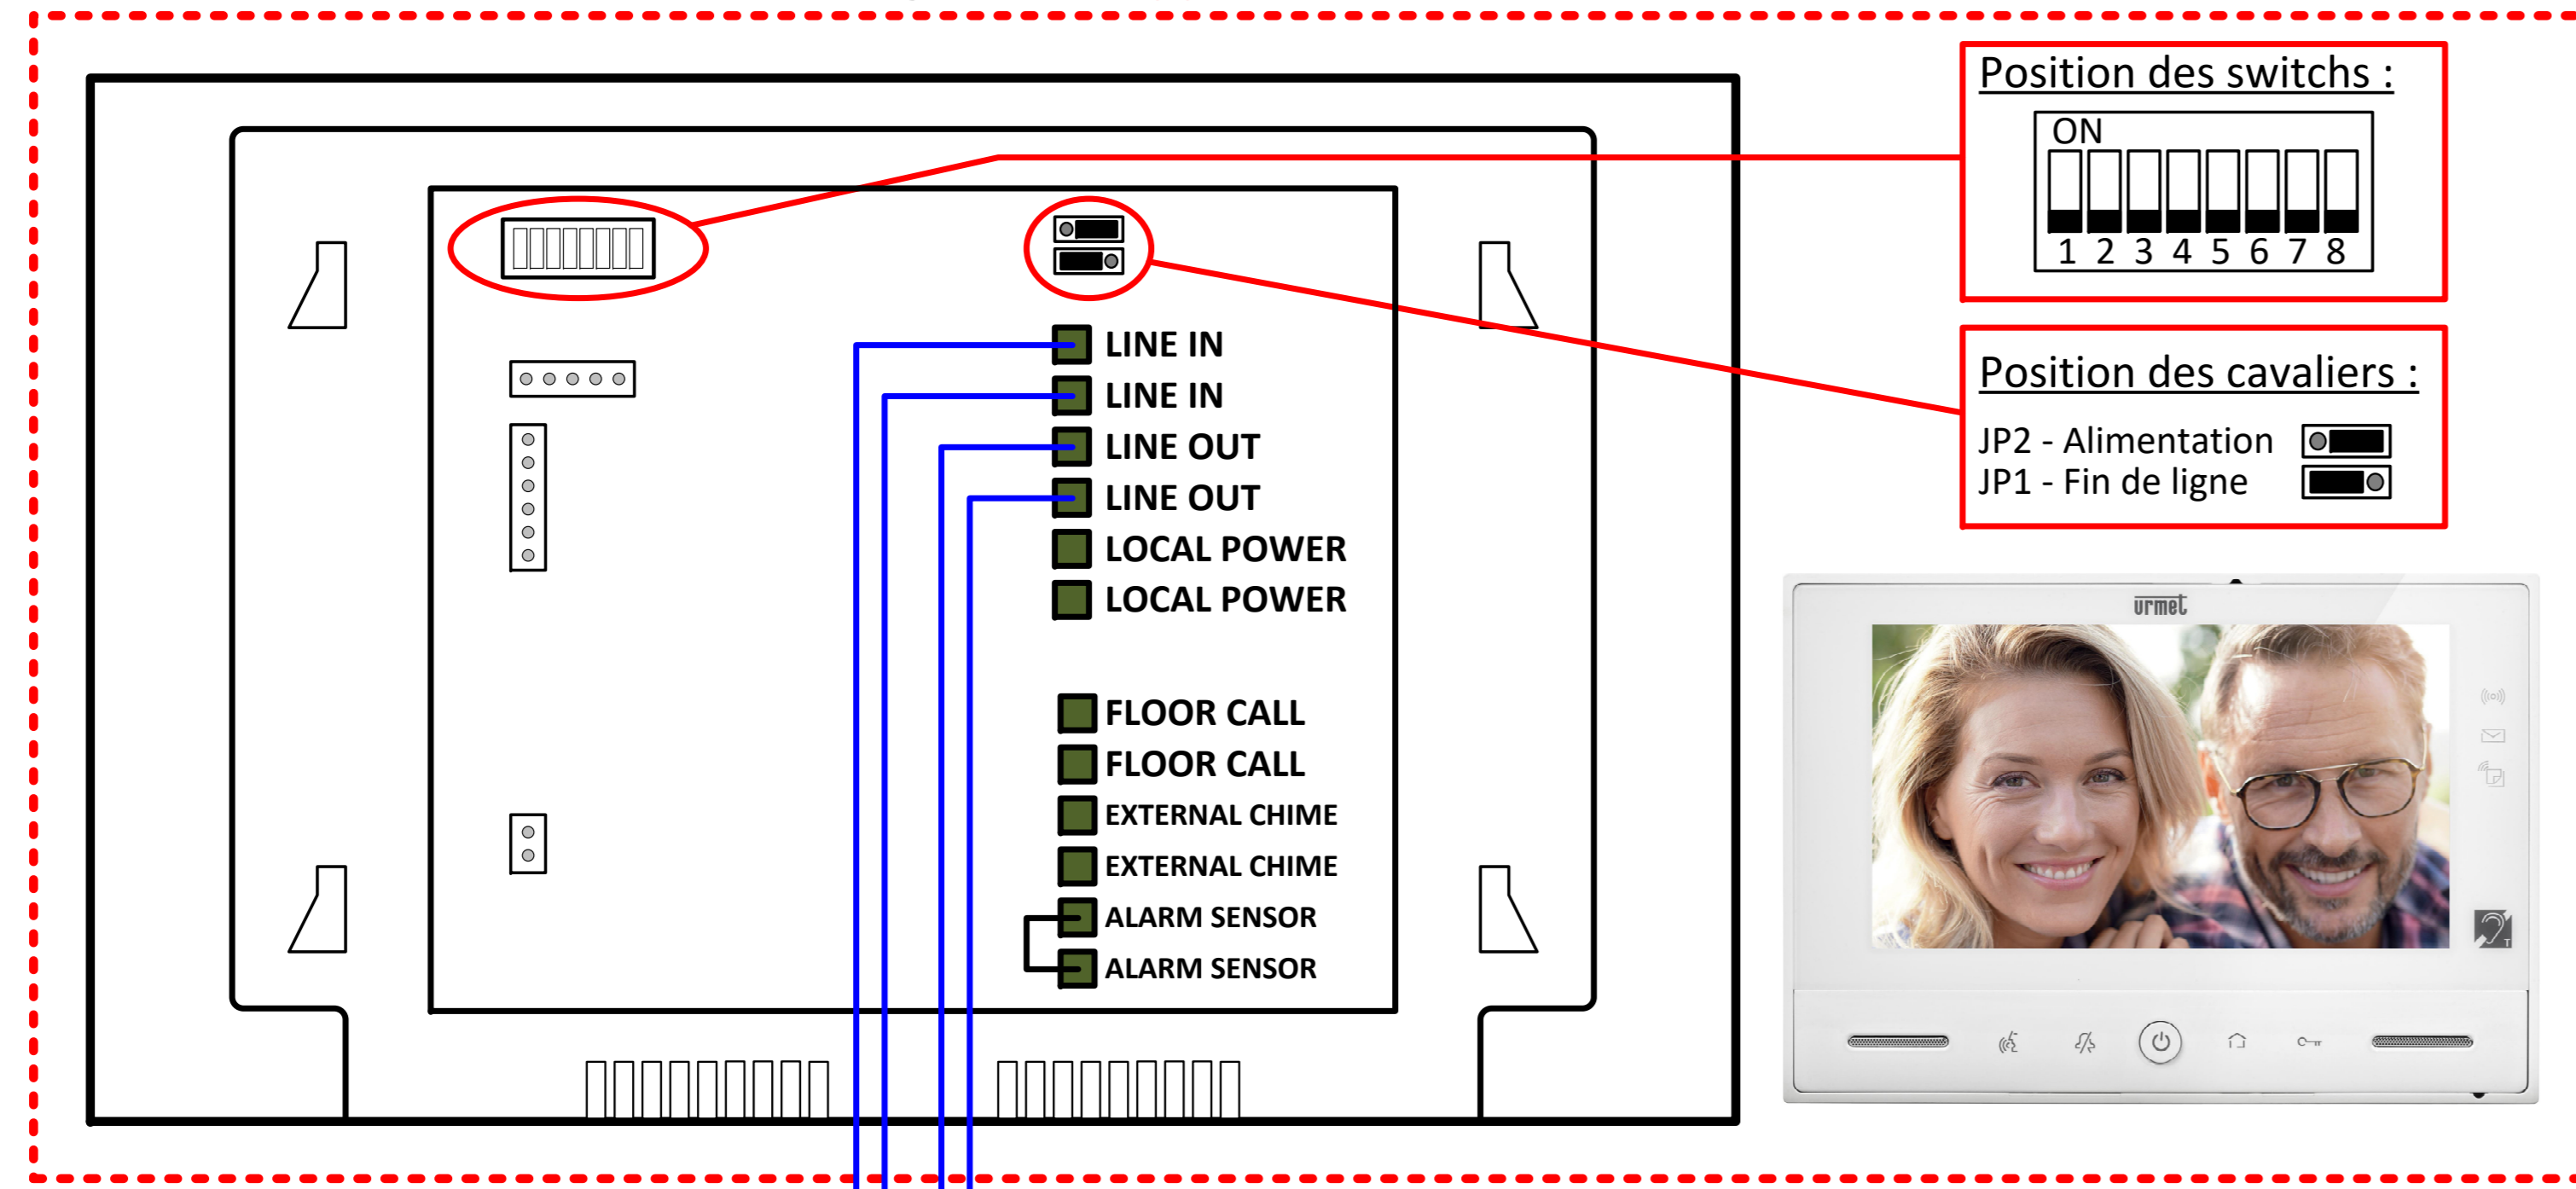 Position des switchs :
ON
1 2 3 4 5 6 7 8
LINE IN
LINE IN
LINE OUT
LINE OUT
LOCAL POWER
LOCAL POWER
FLOOR CALL
FLOOR CALL
EXTERNAL CHIME
EXTERNAL CHIME
ALARM SENSOR
ALARM SENSOR
Position des cavaliers :
JP2 - Alimentation
JP1 - Fin de ligne
urmet
T